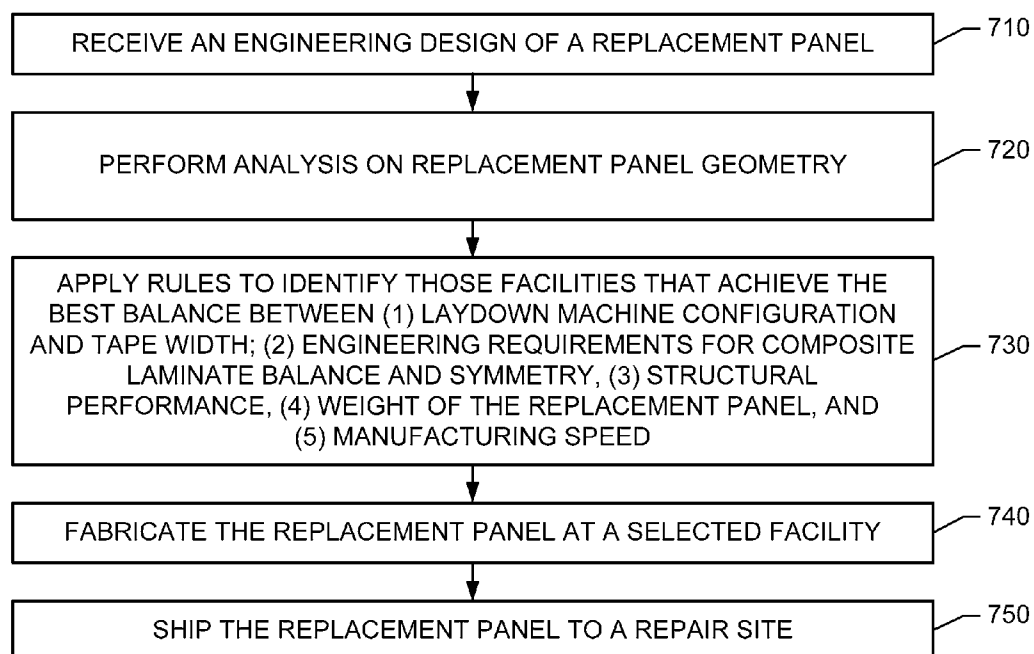 RECEIVE AN ENGINEERING DESIGN OF A REPLACEMENT PANEL
710
PERFORM ANALYSIS ON REPLACEMENT PANEL GEOMETRY
720
APPLY RULES TO IDENTIFY THOSE FACILITIES THAT ACHIEVE THE
BEST BALANCE BETWEEN (1) LAYDOWN MACHINE CONFIGURATION
AND TAPE WIDTH; (2) ENGINEERING REQUIREMENTS FOR COMPOSITE
LAMINATE BALANCE AND SYMMETRY, (3) STRUCTURAL
PERFORMANCE, (4) WEIGHT OF THE REPLACEMENT PANEL, AND
(5) MANUFACTURING SPEED
730
FABRICATE THE REPLACEMENT PANEL AT A SELECTED FACILITY
740
SHIP THE REPLACEMENT PANEL TO A REPAIR SITE
750